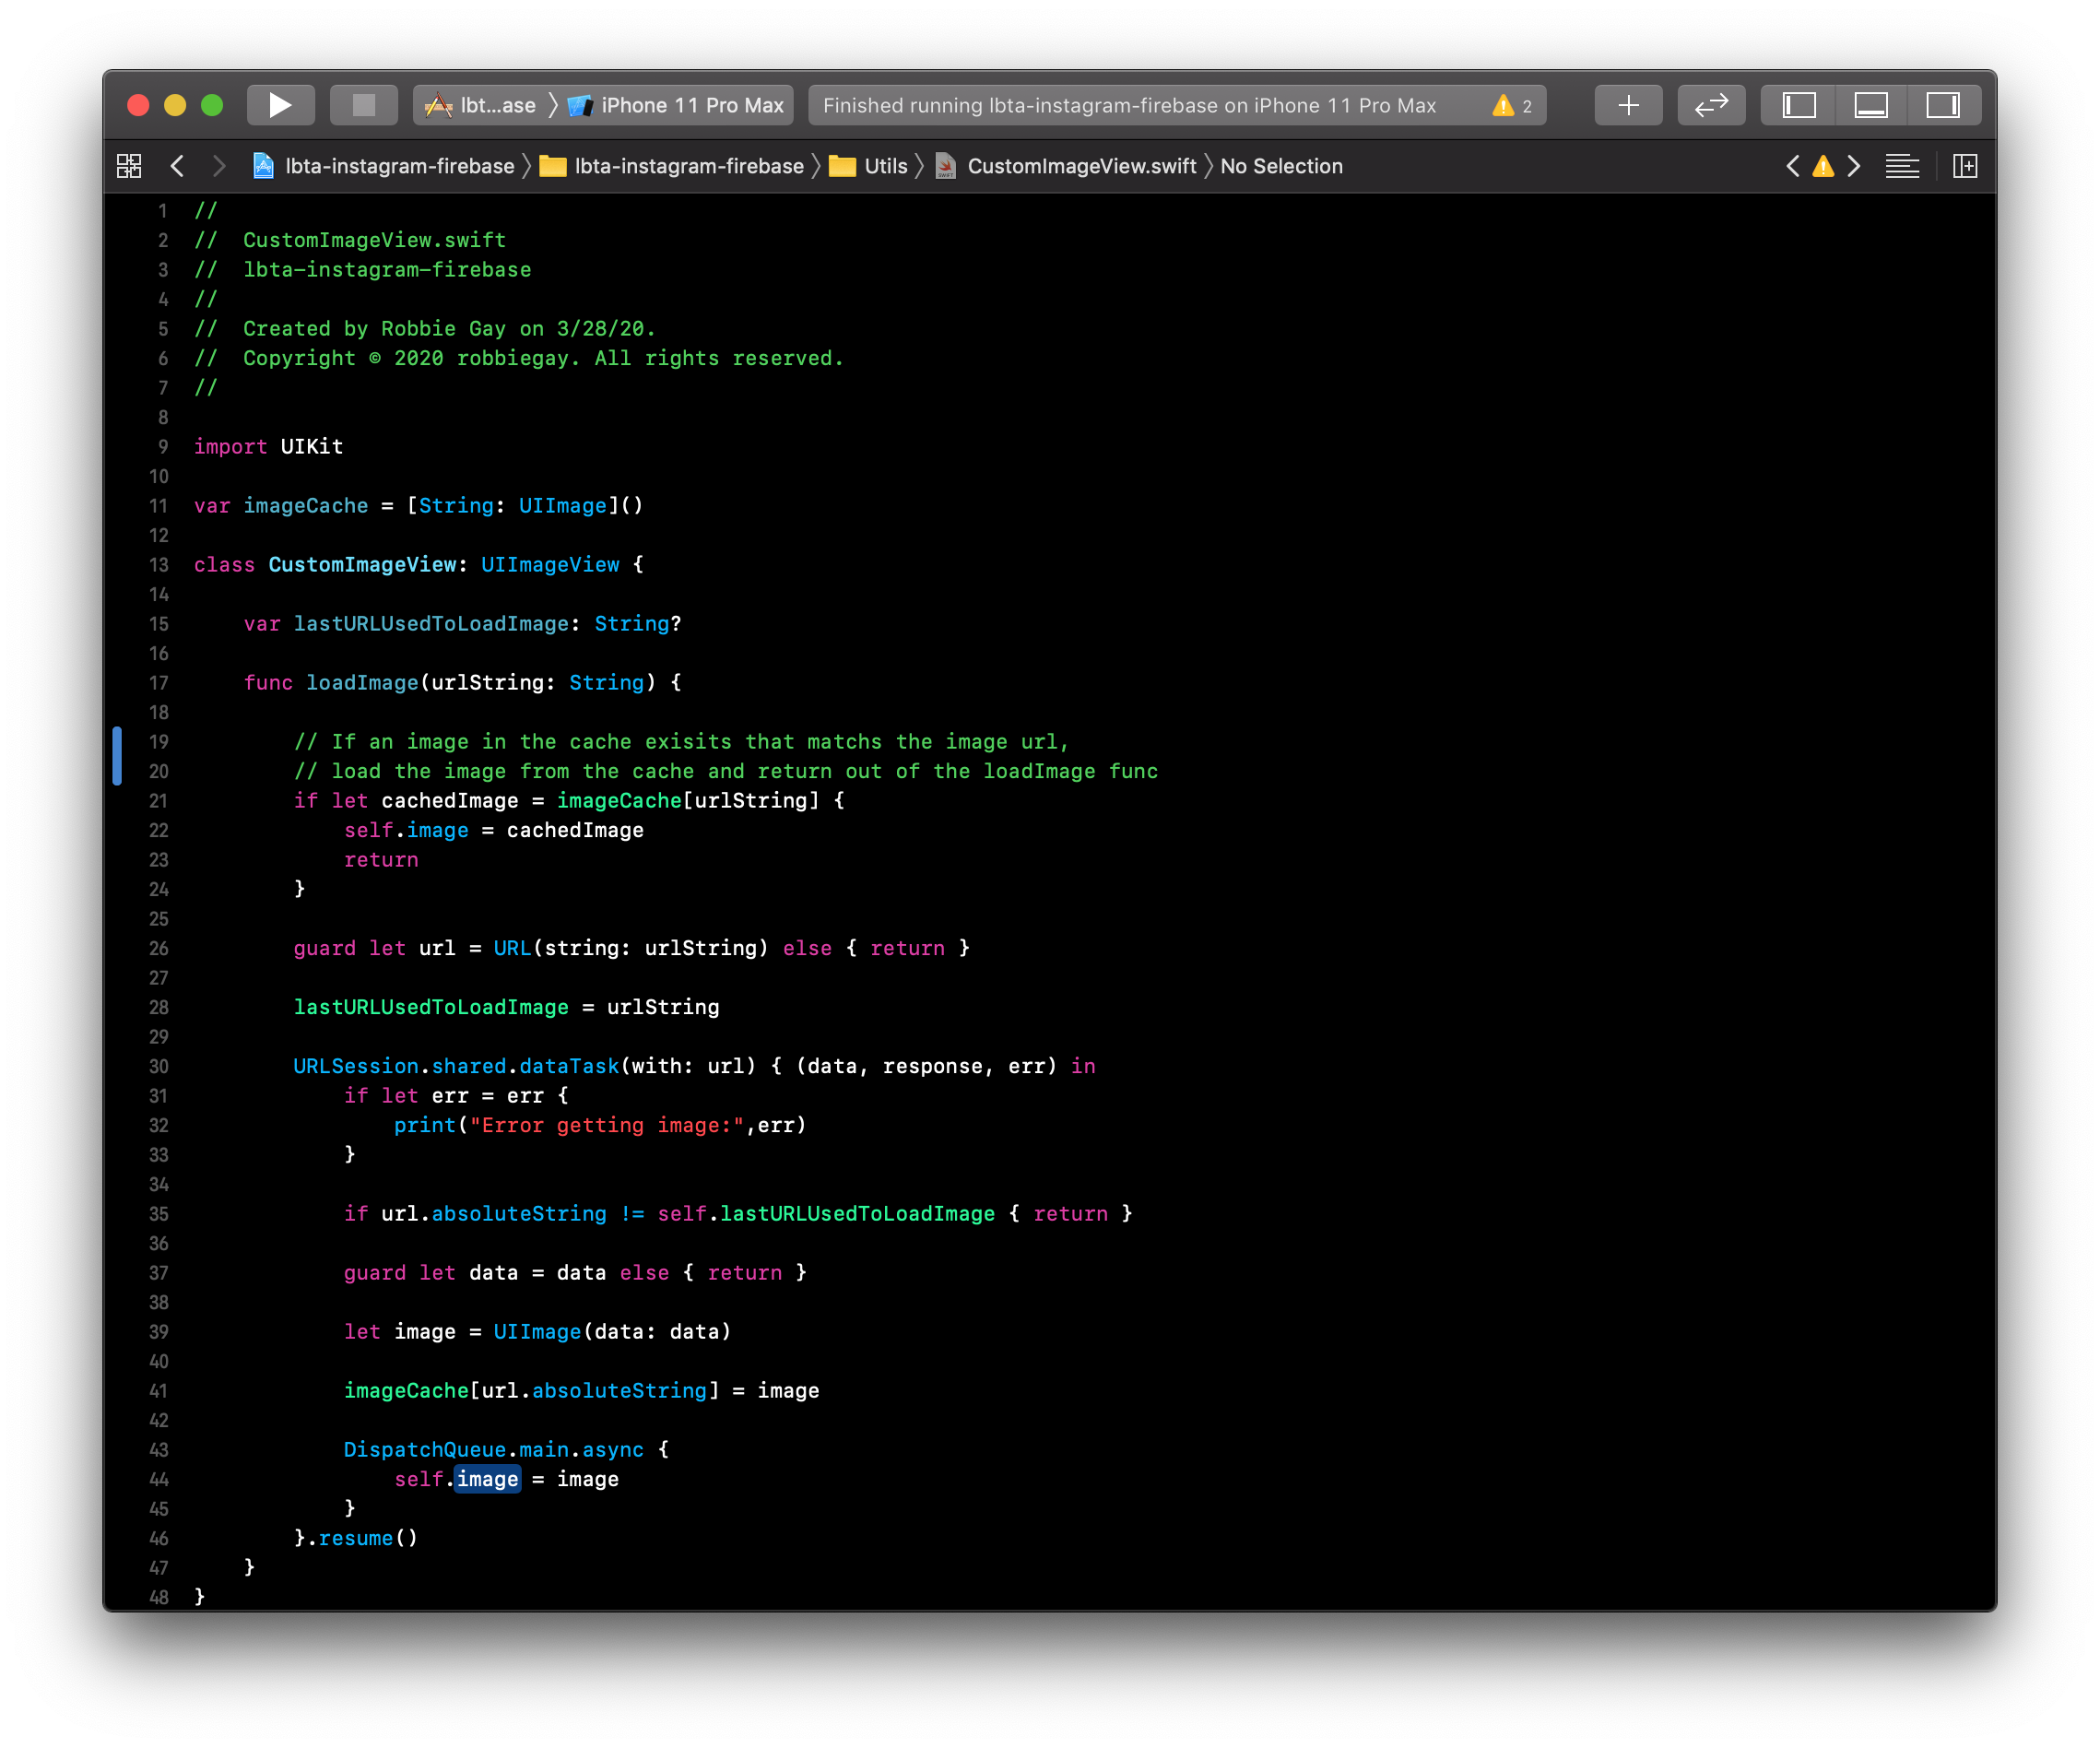 lbt...ase 〉 iPhone 11 Pro Max
Finished running lbta-instagram-firebase on iPhone 11 Pro Max
2
lbta-instagram-firebase 〉 lbta-instagram-firebase 〉 Utils 〉 CustomImageView.swift 〉 No Selection
1 //
2 //  CustomImageView.swift
3 //  lbta-instagram-firebase
4 //
5 //  Created by Robbie Gay on 3/28/20.
6 //  Copyright © 2020 robbiegay. All rights reserved.
7 //
8
9 import UIKit
10
11 var imageCache = [String: UIImage]()
12
13 class CustomImageView: UIImageView {
14
15     var lastURLUsedToLoadImage: String?
16
17     func loadImage(urlString: String) {
18
19         // If an image in the cache exisits that matchs the image url,
20         // load the image from the cache and return out of the loadImage func
21         if let cachedImage = imageCache[urlString] {
22             self.image = cachedImage
23             return
24         }
25
26         guard let url = URL(string: urlString) else { return }
27
28         lastURLUsedToLoadImage = urlString
29
30         URLSession.shared.dataTask(with: url) { (data, response, err) in
31             if let err = err {
32                 print("Error getting image:",err)
33             }
34
35             if url.absoluteString != self.lastURLUsedToLoadImage { return }
36
37             guard let data = data else { return }
38
39             let image = UIImage(data: data)
40
41             imageCache[url.absoluteString] = image
42
43             DispatchQueue.main.async {
44                 self.image = image
45             }
46         }.resume()
47     }
48 }